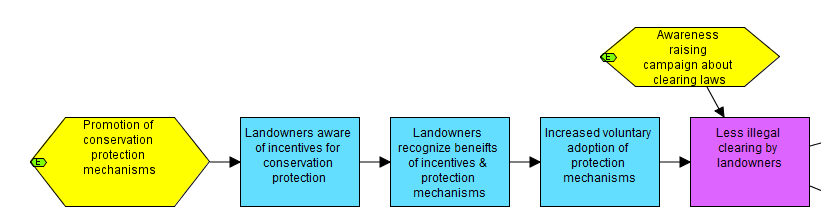 Awareness
raising
campaign about
clearing laws
E
Promotion of
conservation
protection
mechanisms
E
Landowners aware
of incentives for
conservation
protection
Landowners
recognize beneifts
of incentives &
protection
mechanisms
Increased voluntary
adoption of
protection
mechanisms
Less illegal
clearing by
landowners